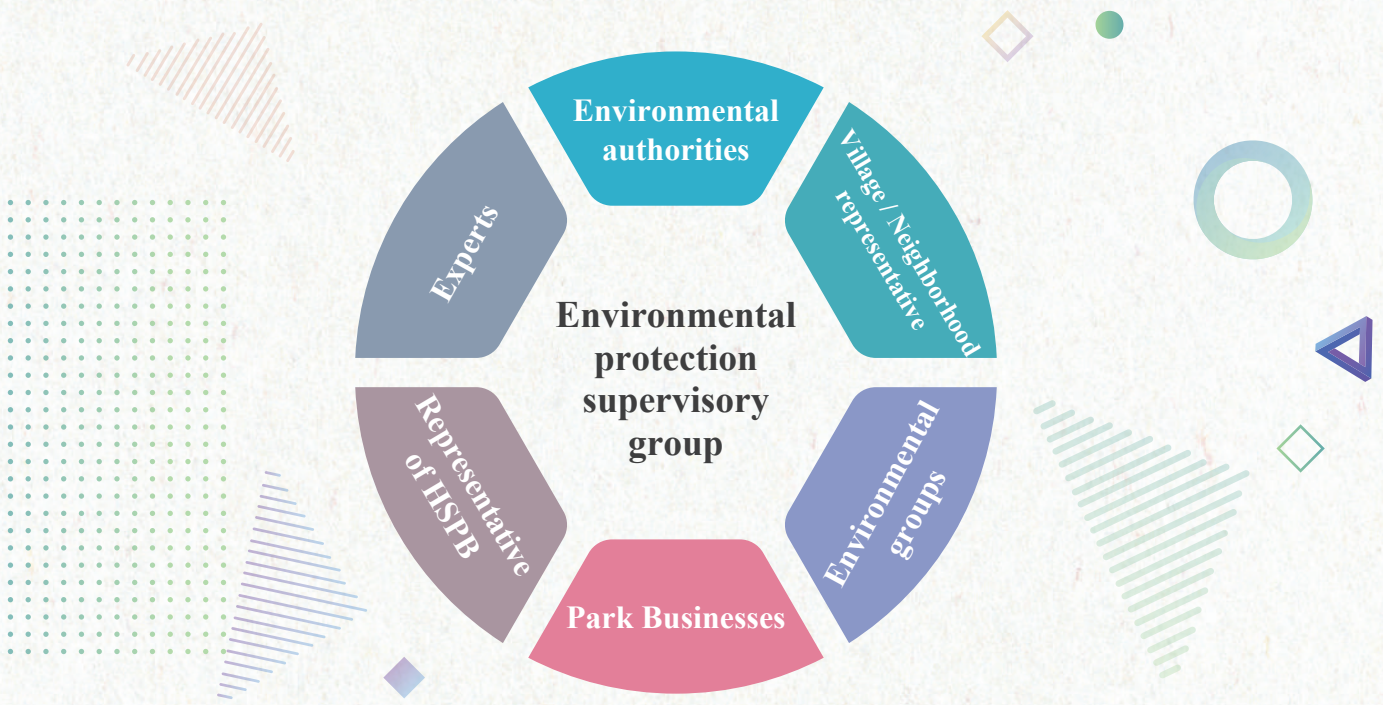 Environmental
authorities
Village / Neighborhood
representative
Experts
Environmental
protection
supervisory
group
Representative
of HSPB
Environmental
groups
Park Businesses